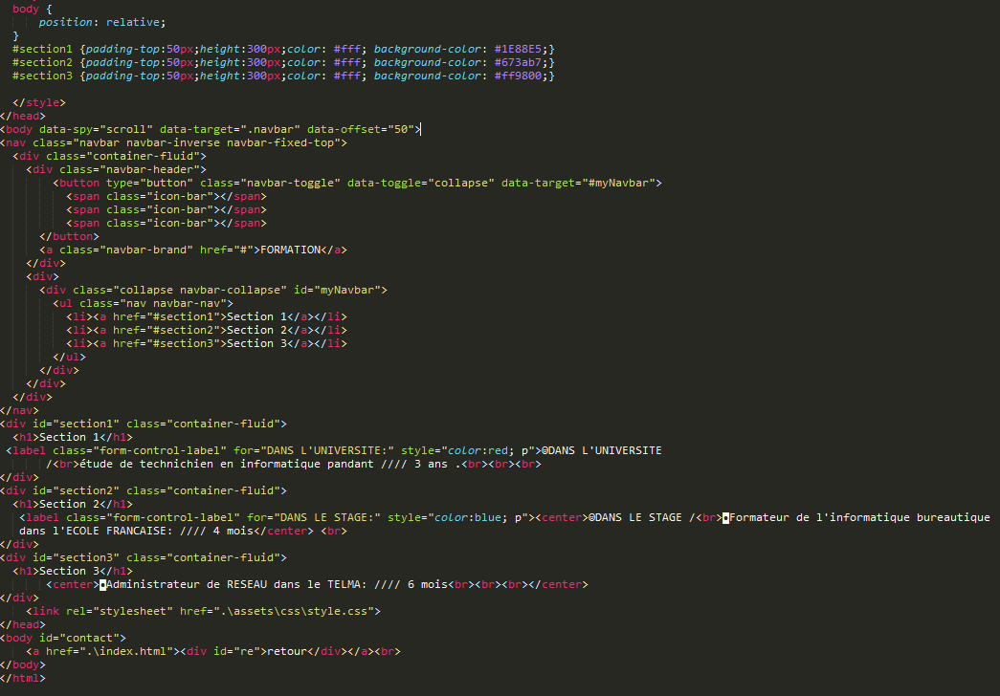 body {
position: relative;
}
#section1 {padding-top:50px;height:300px;color: #fff; background-color: #1E88E5;}
#section2 {padding-top:50px;height:300px;color: #fff; background-color: #673ab7;}
#section3 {padding-top:50px;height:300px;color: #fff; background-color: #ff9800;}
</style>
</head>
<body data-spy="scroll" data-target=".navbar" data-offset="50">
<nav class="navbar navbar-inverse navbar-fixed-top">
<div class="container-fluid">
<div class="navbar-header">
<button type="button" class="navbar-toggle" data-toggle="collapse" data-target="#myNavbar">
<span class="icon-bar"></span>
<span class="icon-bar"></span>
<span class="icon-bar"></span>
</button>
<a class="navbar-brand" href="#">FORMATION</a>
</div>
<div>
<div class="collapse navbar-collapse" id="myNavbar">
<ul class="nav navbar-nav">
<li><a href="#section1">Section 1</a></li>
<li><a href="#section2">Section 2</a></li>
<li><a href="#section3">Section 3</a></li>
</ul>
</div>
</div>
</div>
</nav>
<div id="section1" class="container-fluid">
<h1>Section 1</h1>
<label class="form-control-label" for="DANS L'UNIVERSITE:" style="color:red; p">@DANS L'UNIVERSITE
/<br>étude de technichien en informatique pandant //// 3 ans .<br><br><br>
</div>
<div id="section2" class="container-fluid">
<h1>Section 2</h1>
<label class="form-control-label" for="DANS LE STAGE:" style="color:blue; p"><center>@DANS LE STAGE /<br>•Formateur de l'informatique bureautique
dans l'ECOLE FRANCAISE: //// 4 mois</center> <br>
</div>
<div id="section3" class="container-fluid">
<h1>Section 3</h1>
<center>•Administrateur de RESEAU dans le TELMA: //// 6 mois<br><br><br></center>
</div>
<link rel="stylesheet" href=".\assets\css\style.css">
</head>
<body id="contact">
<a href=".\index.html"><div id="re">retour</div></a><br>
</body>
</html>